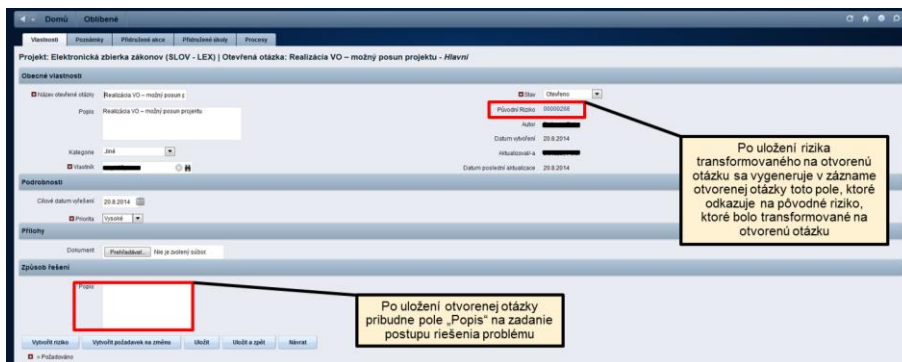 Domů Oblíbené
Vlastnosti Poznámky Přidružené akce Přidružené úkoly Procesy
Projekt: Elektronická zbierka zákonov (SLOV - LEX) | Otevřená otázka: Realizácia VO – možný posun projektu - Hlavní
Obecné vlastnosti
Název otevřené otázky Realizácia VO – možný posun p
Stav Otevřeno
Popis Realizácia VO – možný posun projektu
Původní Riziko 00000268
Autor
Datum vytvoření 20.8.2014
Kategorie Jiné
Aktualizoval a
Vlastník
Datum poslední aktualizace 20.8.2014
Po uložení rizika
transformovaného na otvorenú
otázku sa vygeneruje v zázname
otvorenej otázky toto pole, ktoré
odkazuje na pôvodné riziko,
ktoré bolo transformované na
otvorenú otázku
Podrobnosti
Cílové datum vyřešení 20.8.2014
Priorita Vysoké
Přílohy
Dokument Prehľadávať... Nie je zvolený súbor.
Způsob řešení
Popis
Po uložení otvorenej otázky
pribudne pole „Popis“ na zadanie
postupu riešenia problému
Vytvořit riziko Vytvořit požadavek na změnu Uložit Uložit a zpět Návrat
= Požadováno